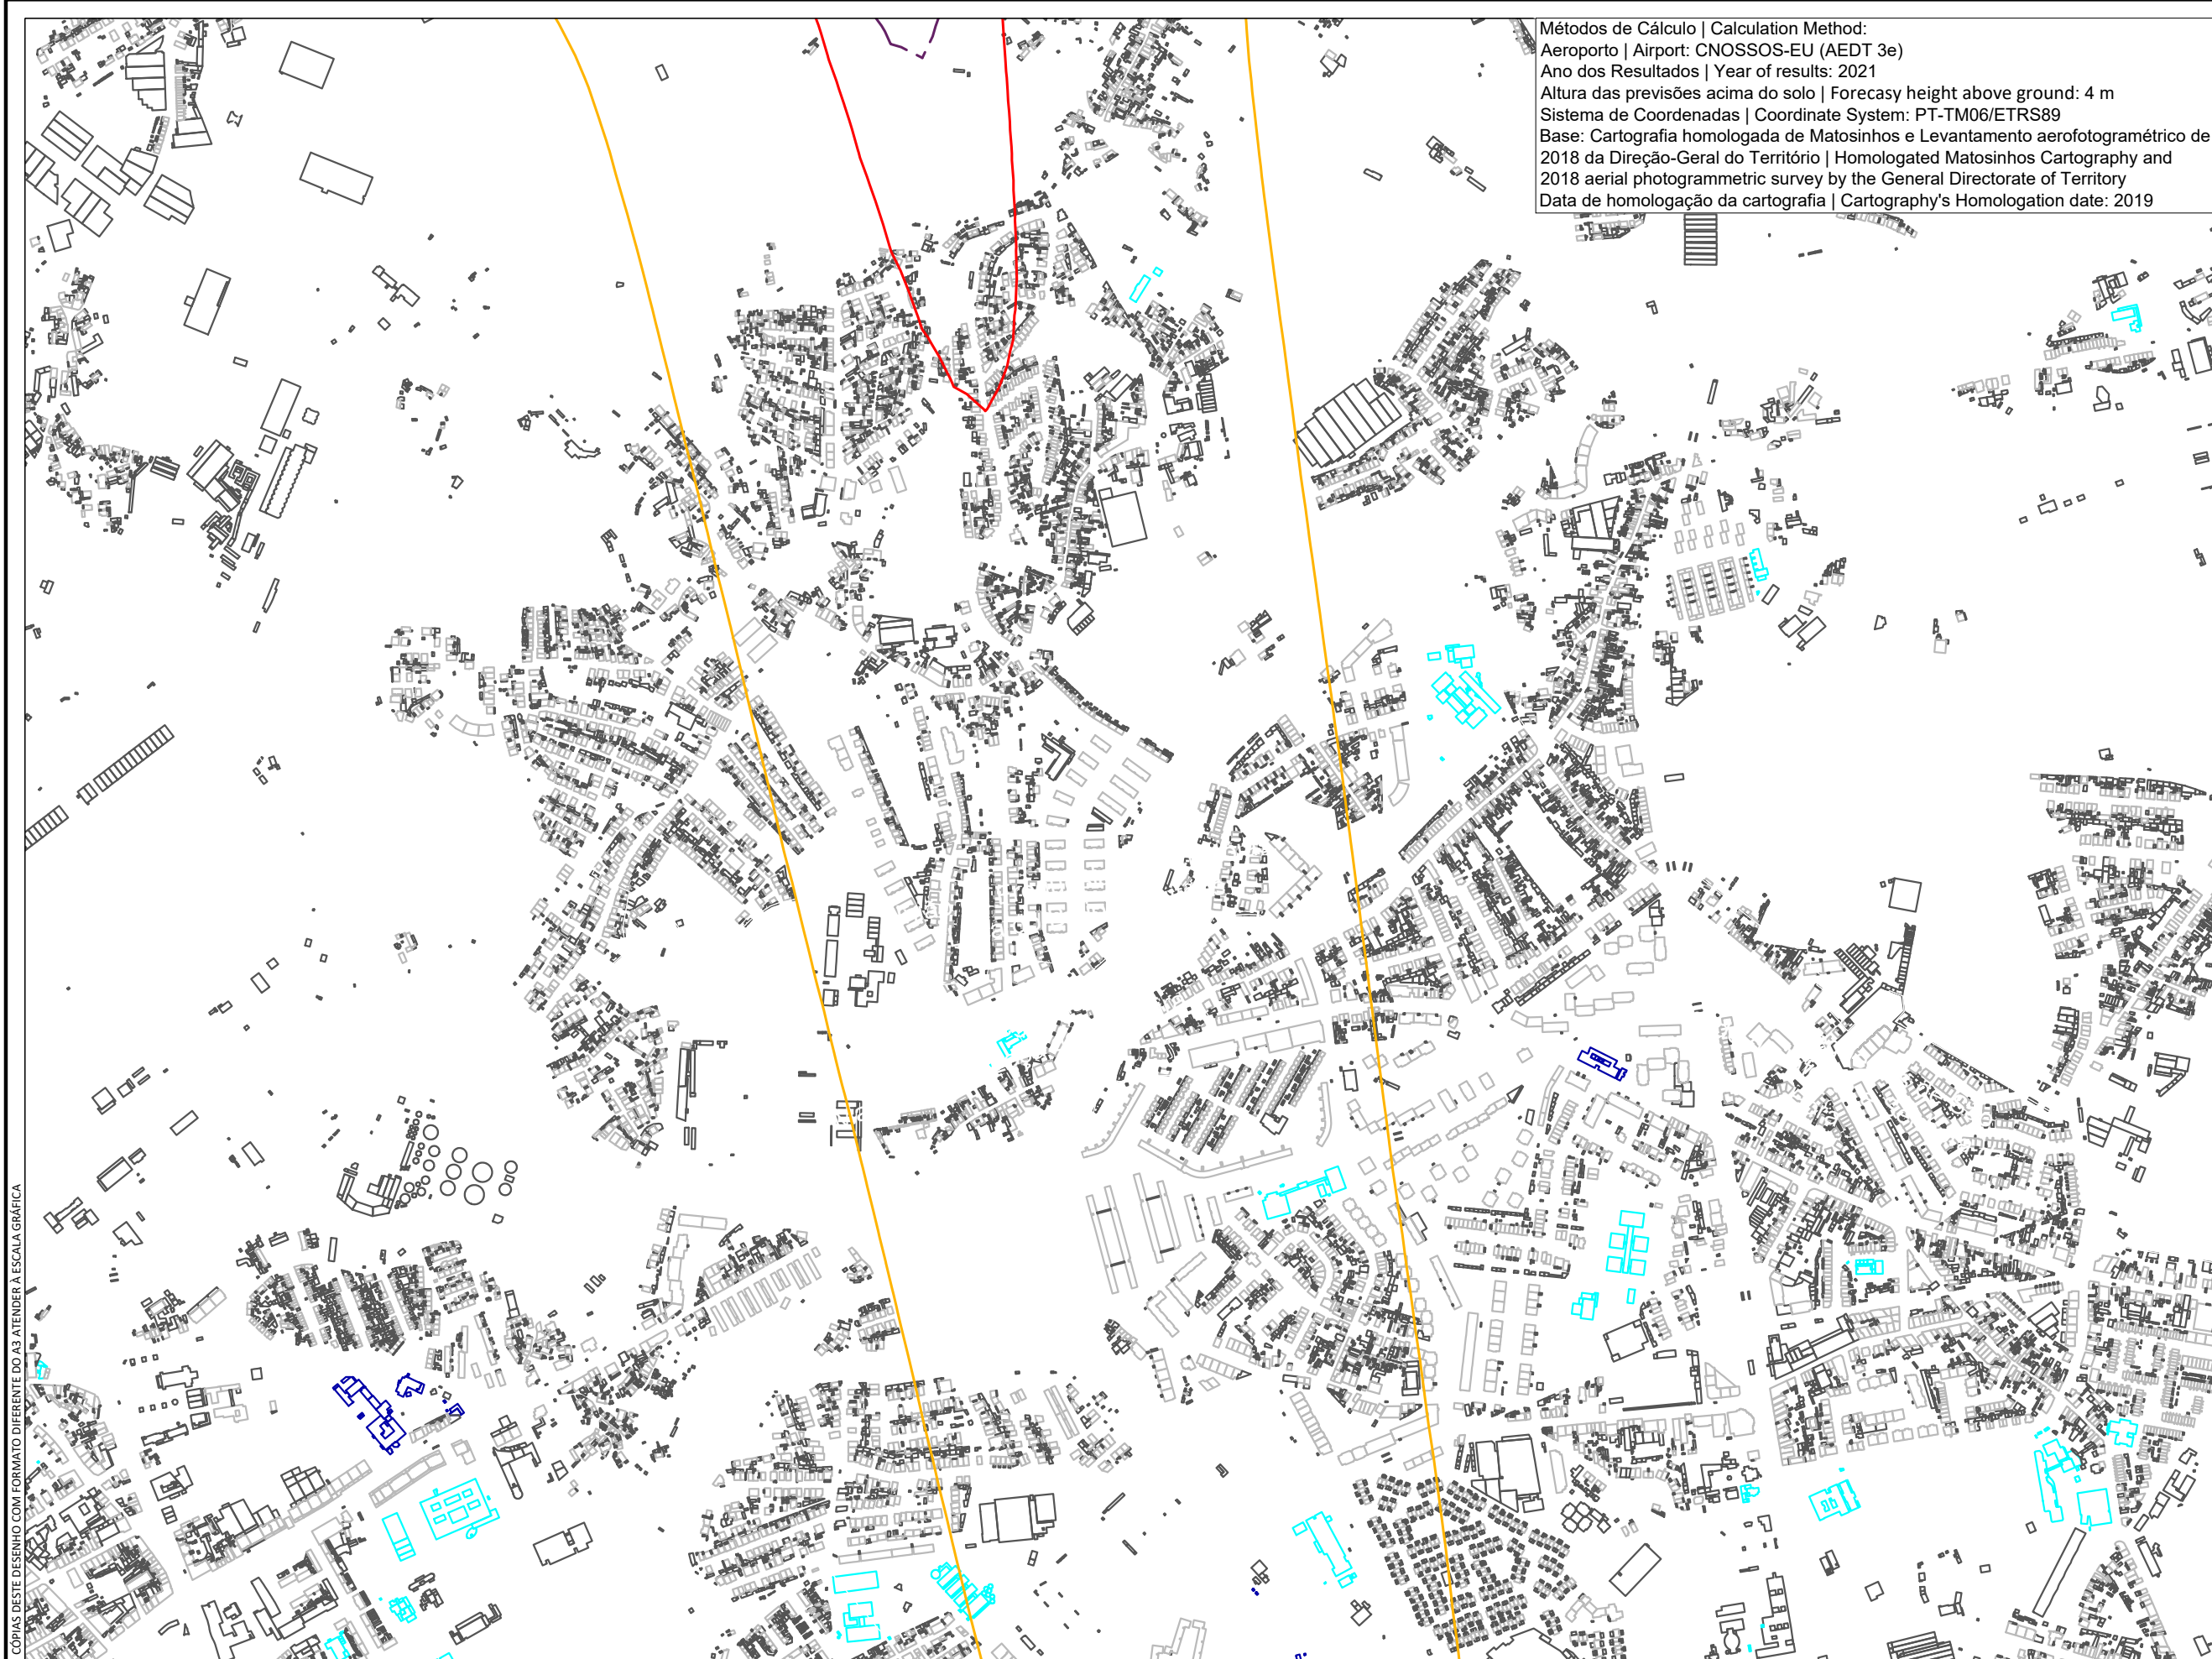 Métodos de Cálculo | Calculation Method:
Aeroporto | Airport: CNOSSOS-EU (AEDT 3e)
Ano dos Resultados | Year of results: 2021
Altura das previsões acima do solo | Forecasy height above ground: 4 m
Sistema de Coordenadas | Coordinate System: PT-TM06/ETRS89
Base: Cartografia homologada de Matosinhos e Levantamento aerofotogramétrico de
2018 da Direção-Geral do Território | Homologated Matosinhos Cartography and
2018 aerial photogrammetric survey by the General Directorate of Territory
Data de homologação da cartografia | Cartography's Homologation date: 2019
CÓPIAS DESTE DESENHO COM FORMATO DIFERENTE DO A3 ATENDER À ESCALA GRÁFICA